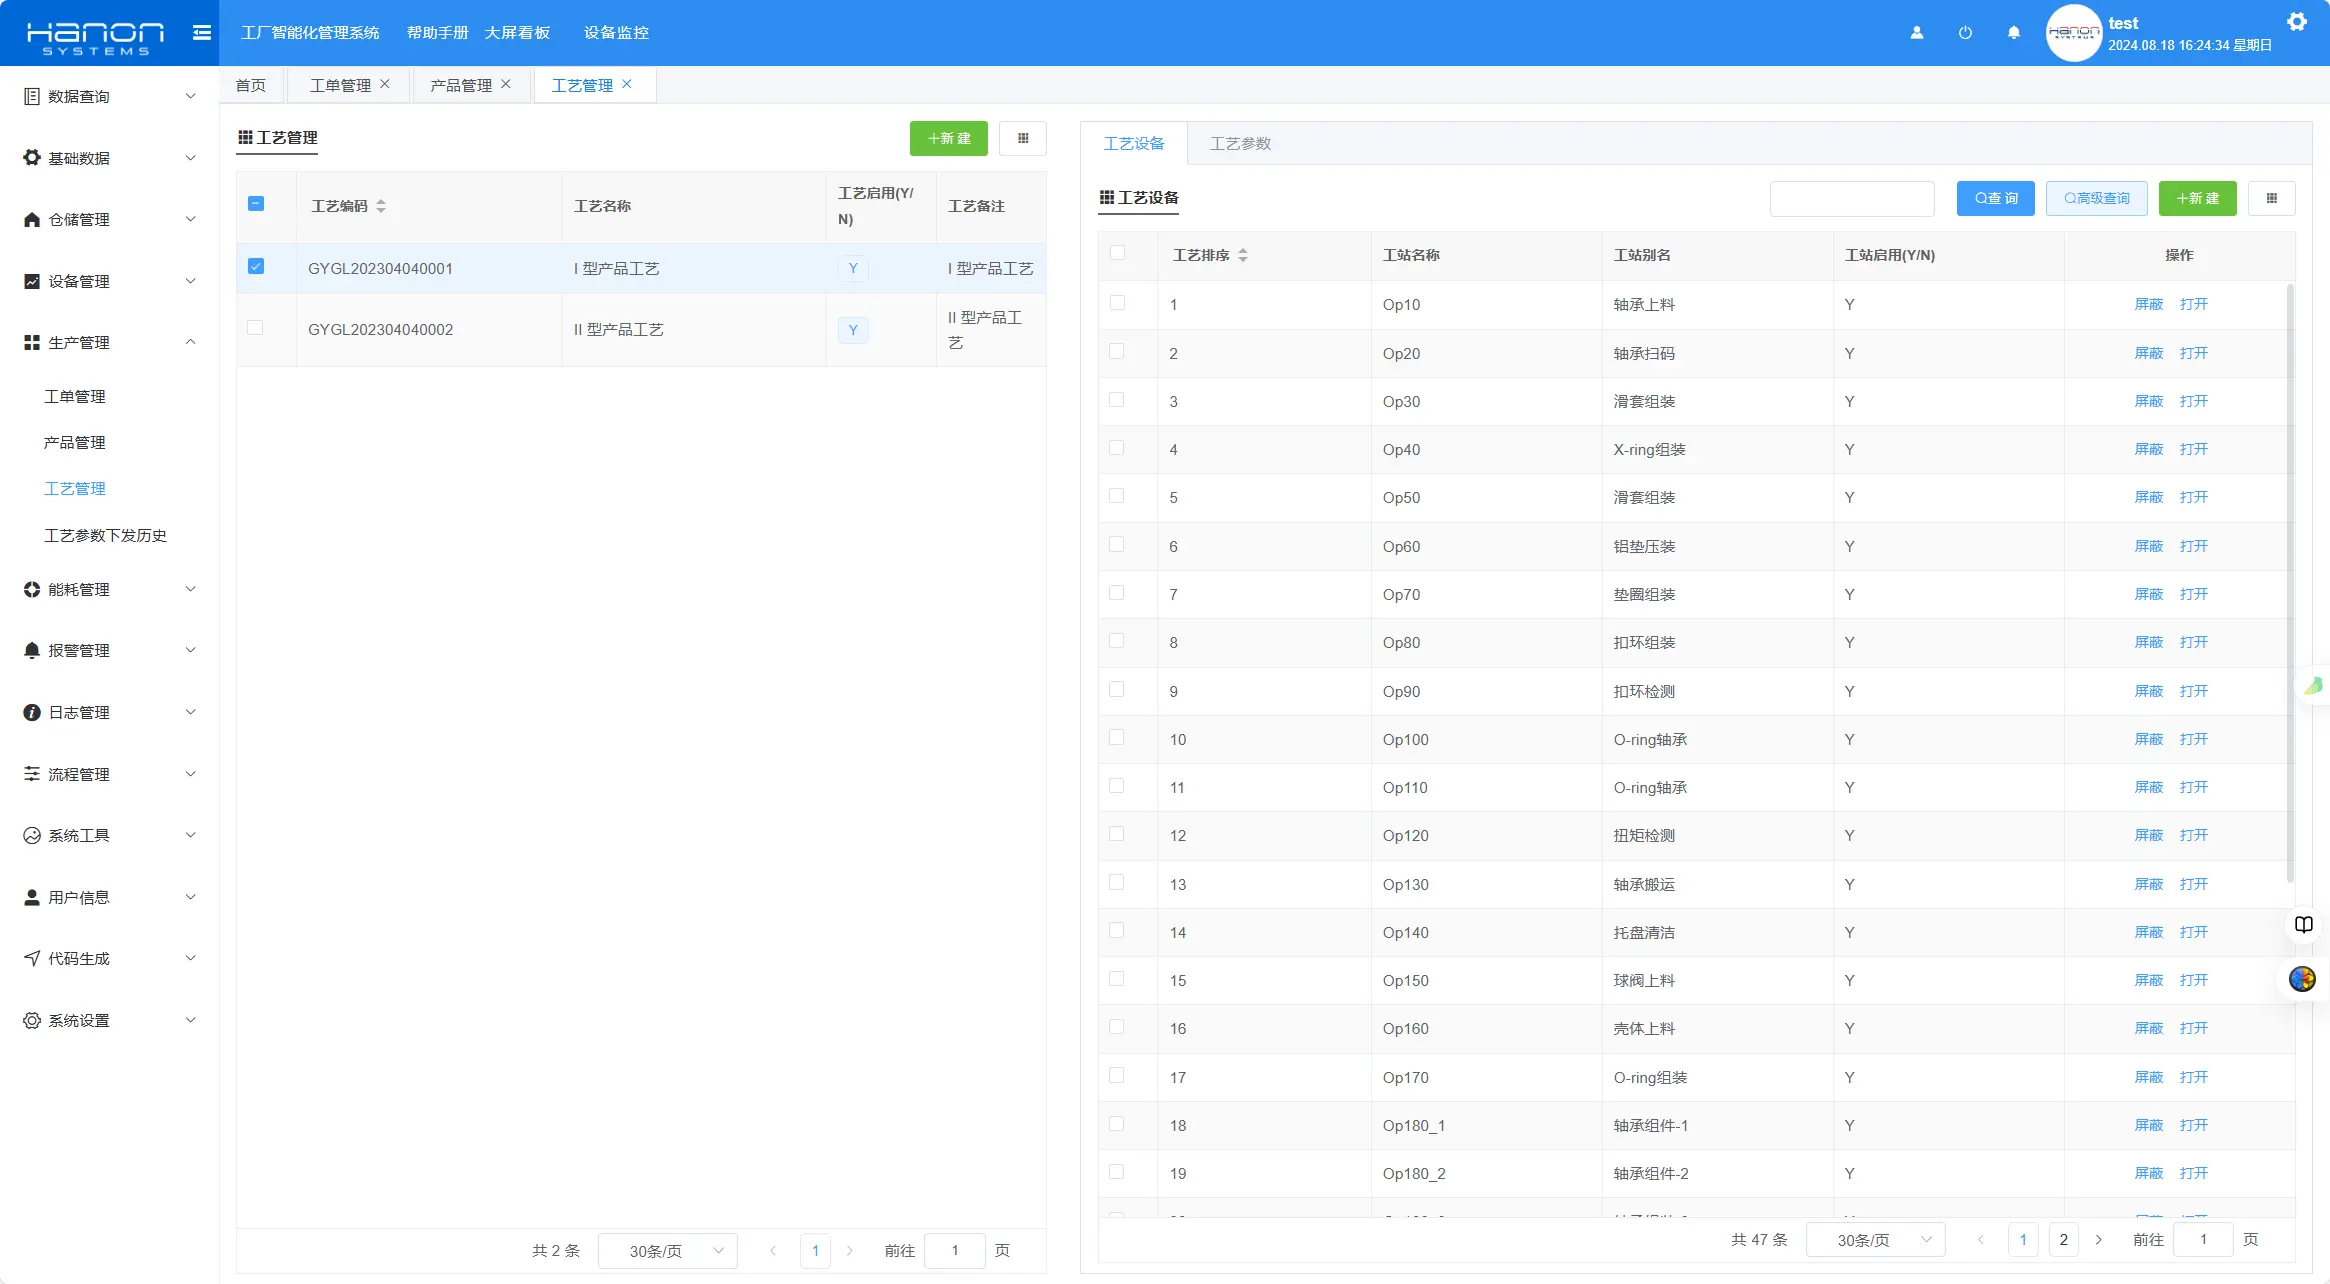 Hanon SYSTEMS
工厂智能化管理系统 帮助手册 大屏看板 设备监控
test
2024.08.18 16:24:34 星期日
首页 工单管理 产品管理 工艺管理
数据查询
基础数据
仓储管理
设备管理
生产管理
工单管理
产品管理
工艺管理
工艺参数下发历史
能耗管理
报警管理
日志管理
流程管理
系统工具
用户信息
代码生成
系统设置
工艺管理 +新 建
工艺编码 工艺名称 工艺启用(Y/N) 工艺备注
GYGL202304040001 I 型产品工艺 Y I 型产品工艺
GYGL202304040002 II 型产品工艺 Y II 型产品工艺
共 2 条 30条/页 1 前往 1 页
工艺设备 工艺参数
工艺设备 查 询 高级查询 +新 建
工艺排序 工站名称 工站别名 工站启用(Y/N) 操作
1 Op10 轴承上料 Y 屏蔽 打开
2 Op20 轴承扫码 Y 屏蔽 打开
3 Op30 滑套组装 Y 屏蔽 打开
4 Op40 X-ring组装 Y 屏蔽 打开
5 Op50 滑套组装 Y 屏蔽 打开
6 Op60 铝垫压装 Y 屏蔽 打开
7 Op70 垫圈组装 Y 屏蔽 打开
8 Op80 扣环组装 Y 屏蔽 打开
9 Op90 扣环检测 Y 屏蔽 打开
10 Op100 O-ring轴承 Y 屏蔽 打开
11 Op110 O-ring轴承 Y 屏蔽 打开
12 Op120 扭矩检测 Y 屏蔽 打开
13 Op130 轴承搬运 Y 屏蔽 打开
14 Op140 托盘清洁 Y 屏蔽 打开
15 Op150 球阀上料 Y 屏蔽 打开
16 Op160 壳体上料 Y 屏蔽 打开
17 Op170 O-ring组装 Y 屏蔽 打开
18 Op180_1 轴承组件-1 Y 屏蔽 打开
19 Op180_2 轴承组件-2 Y 屏蔽 打开
共 47 条 30条/页 1 2 前往 1 页